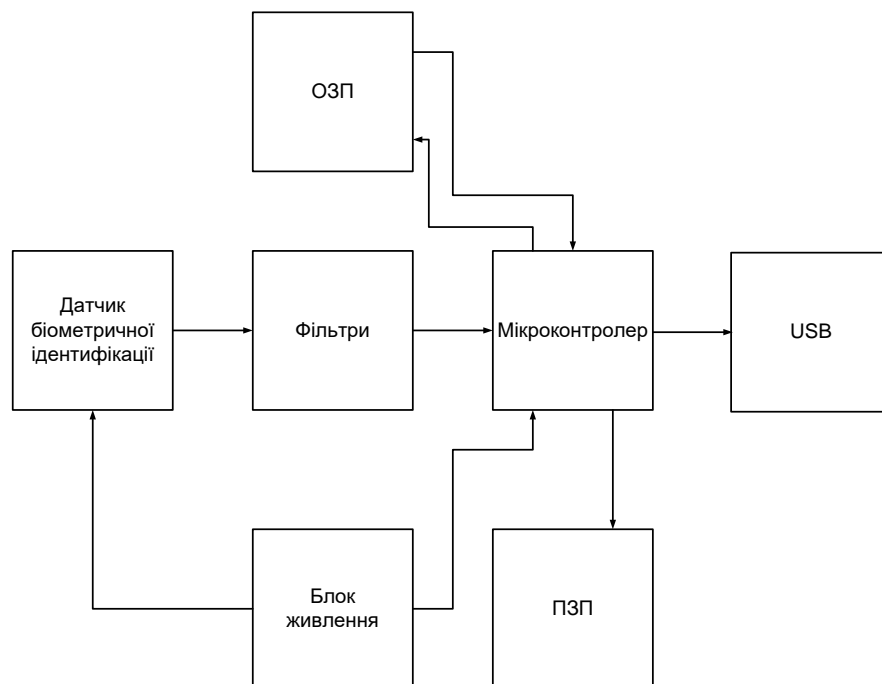 ОЗП
Датчик
біометричної
ідентифікації
Фільтри
Мікроконтролер
USB
Блок
живлення
ПЗП